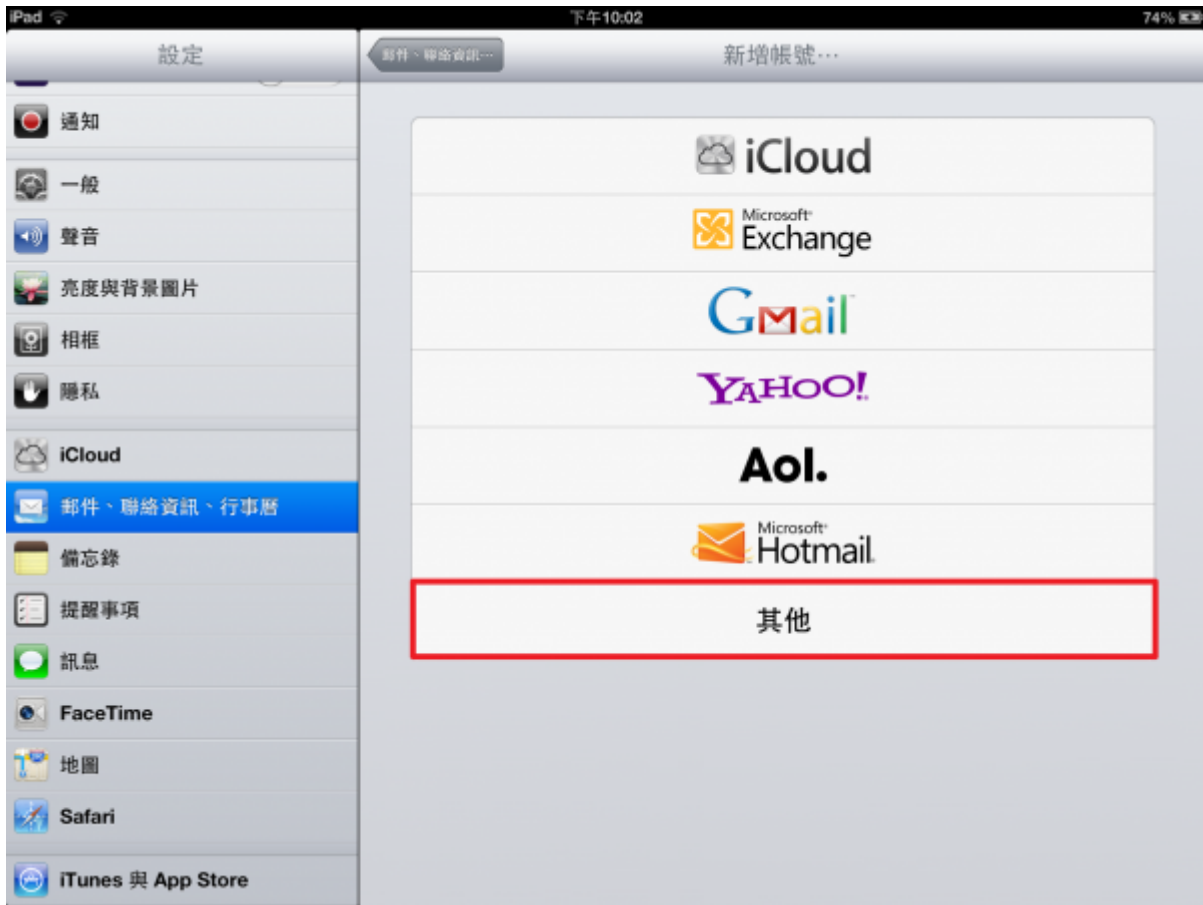 iPad
下午10:02
74%
設定
郵件、聯絡資訊…
新增帳號…
通知
一般
聲音
亮度與背景圖片
相框
隱私
iCloud
郵件、聯絡資訊、行事曆
備忘錄
提醒事項
訊息
FaceTime
地圖
Safari
iTunes 與 App Store
iCloud
Microsoft
Exchange
Gmail
YAHOO!
Aol.
Microsoft
Hotmail
其他